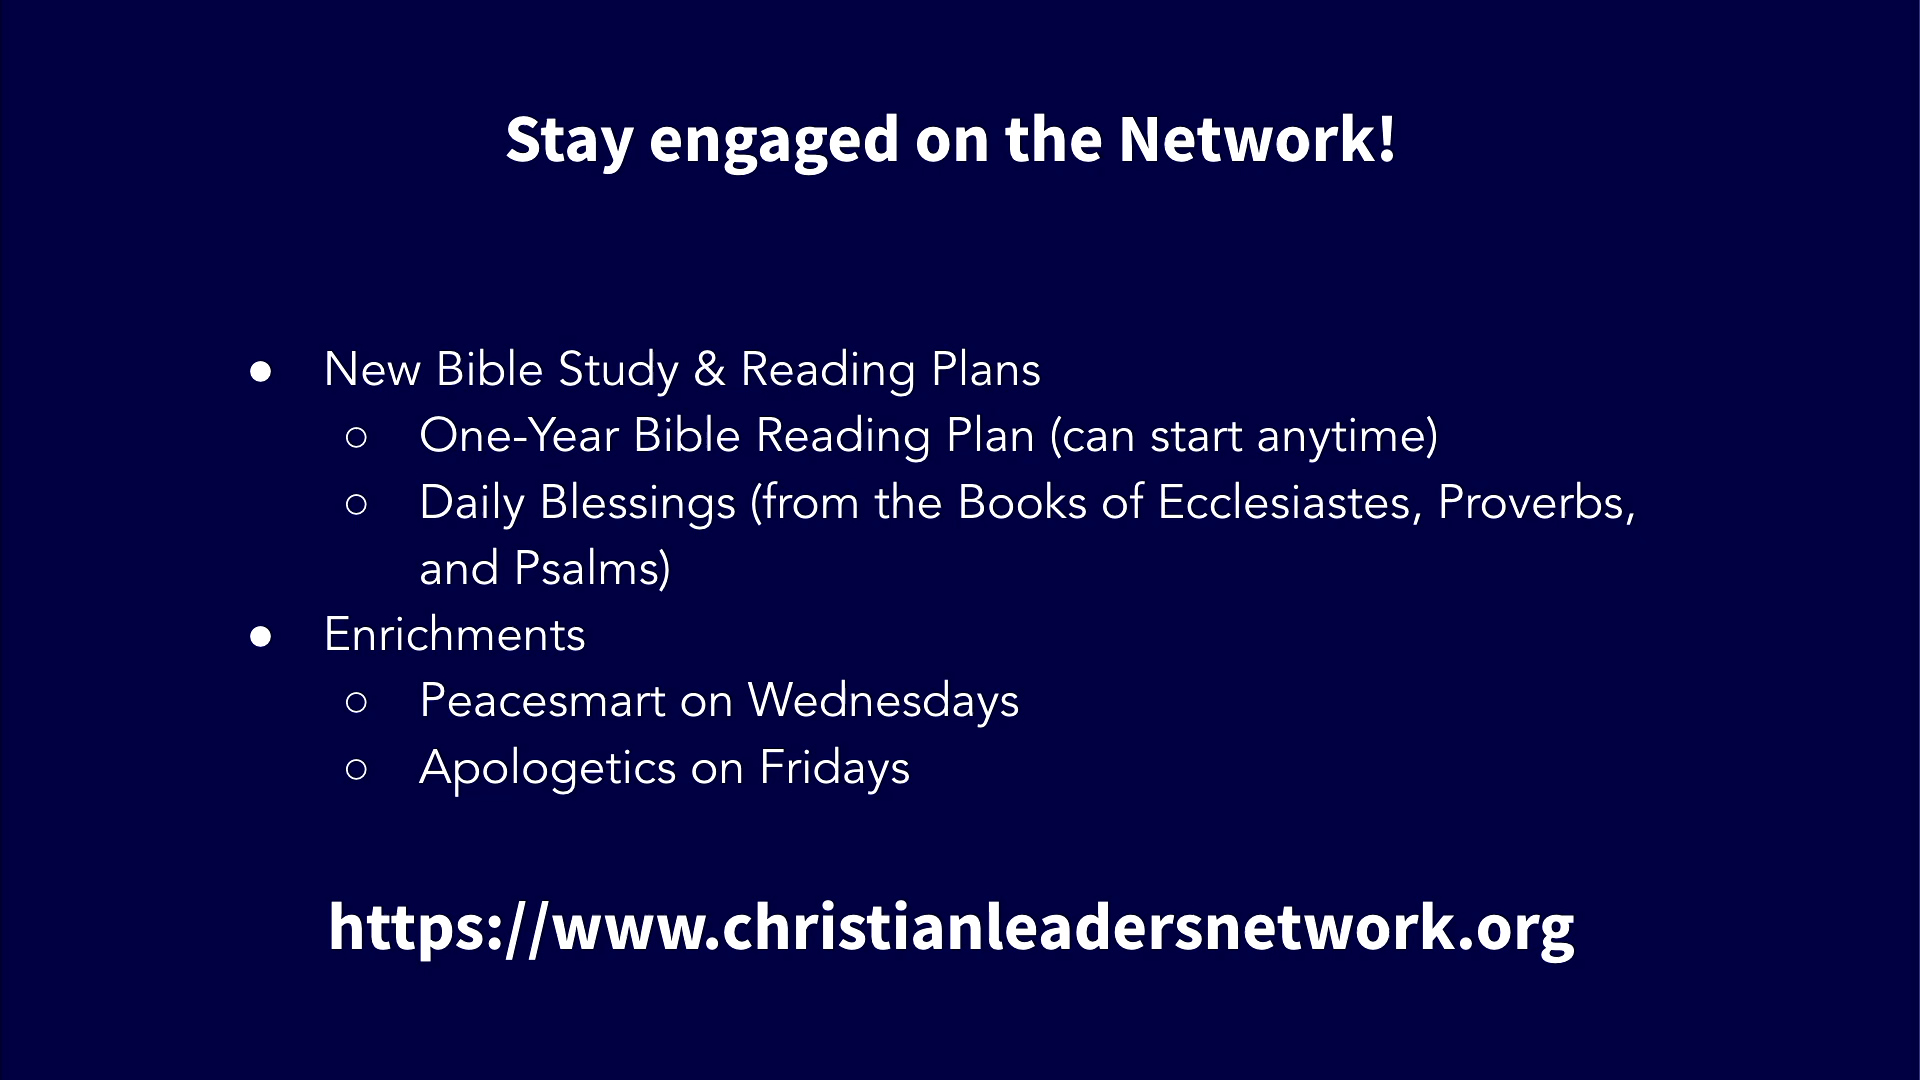 Stay engaged on the Network!
● New Bible Study & Reading Plans
○ One-Year Bible Reading Plan (can start anytime)
○ Daily Blessings (from the Books of Ecclesiastes, Proverbs,
and Psalms)
● Enrichments
○ Peacesmart on Wednesdays
○ Apologetics on Fridays
https://www.christianleadersnetwork.org